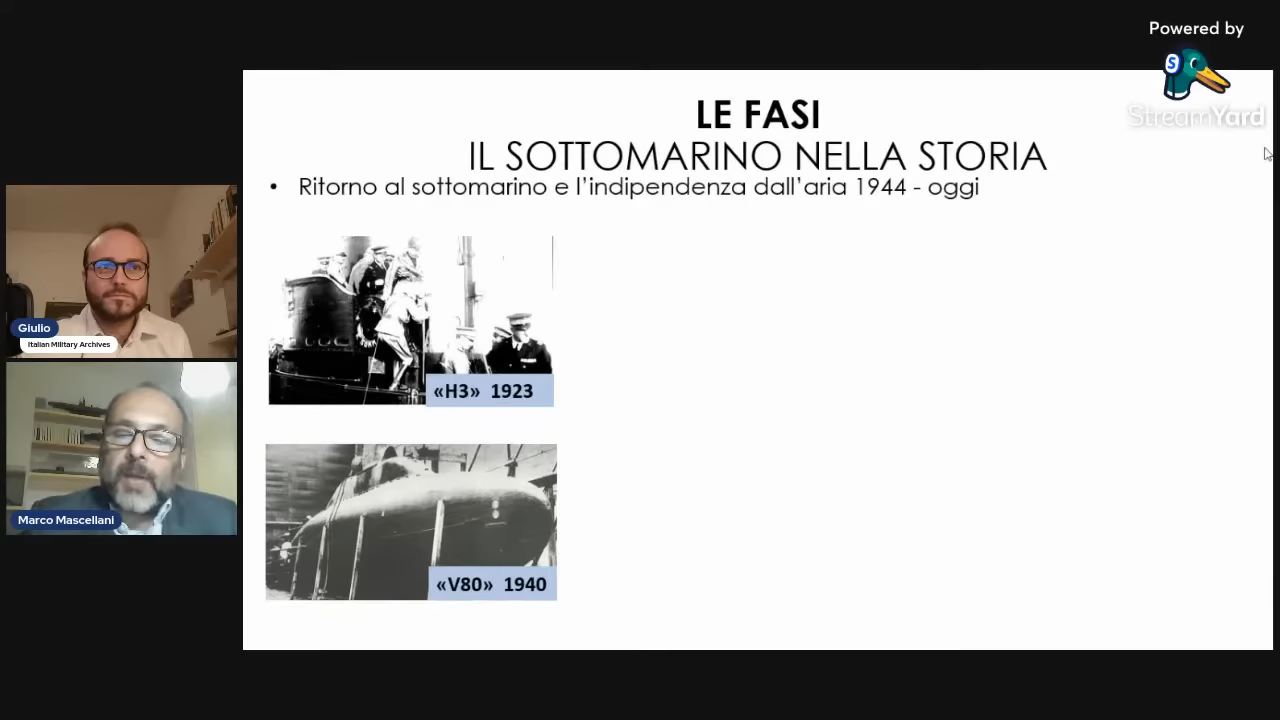 Powered by
StreamYard
LE FASI
IL SOTTOMARINO NELLA STORIA
• Ritorno al sottomarino e l’indipendenza dall’aria 1944 - oggi
Giulio
Italian Military Archives
Marco Mascellani
«H3» 1923
«V80» 1940